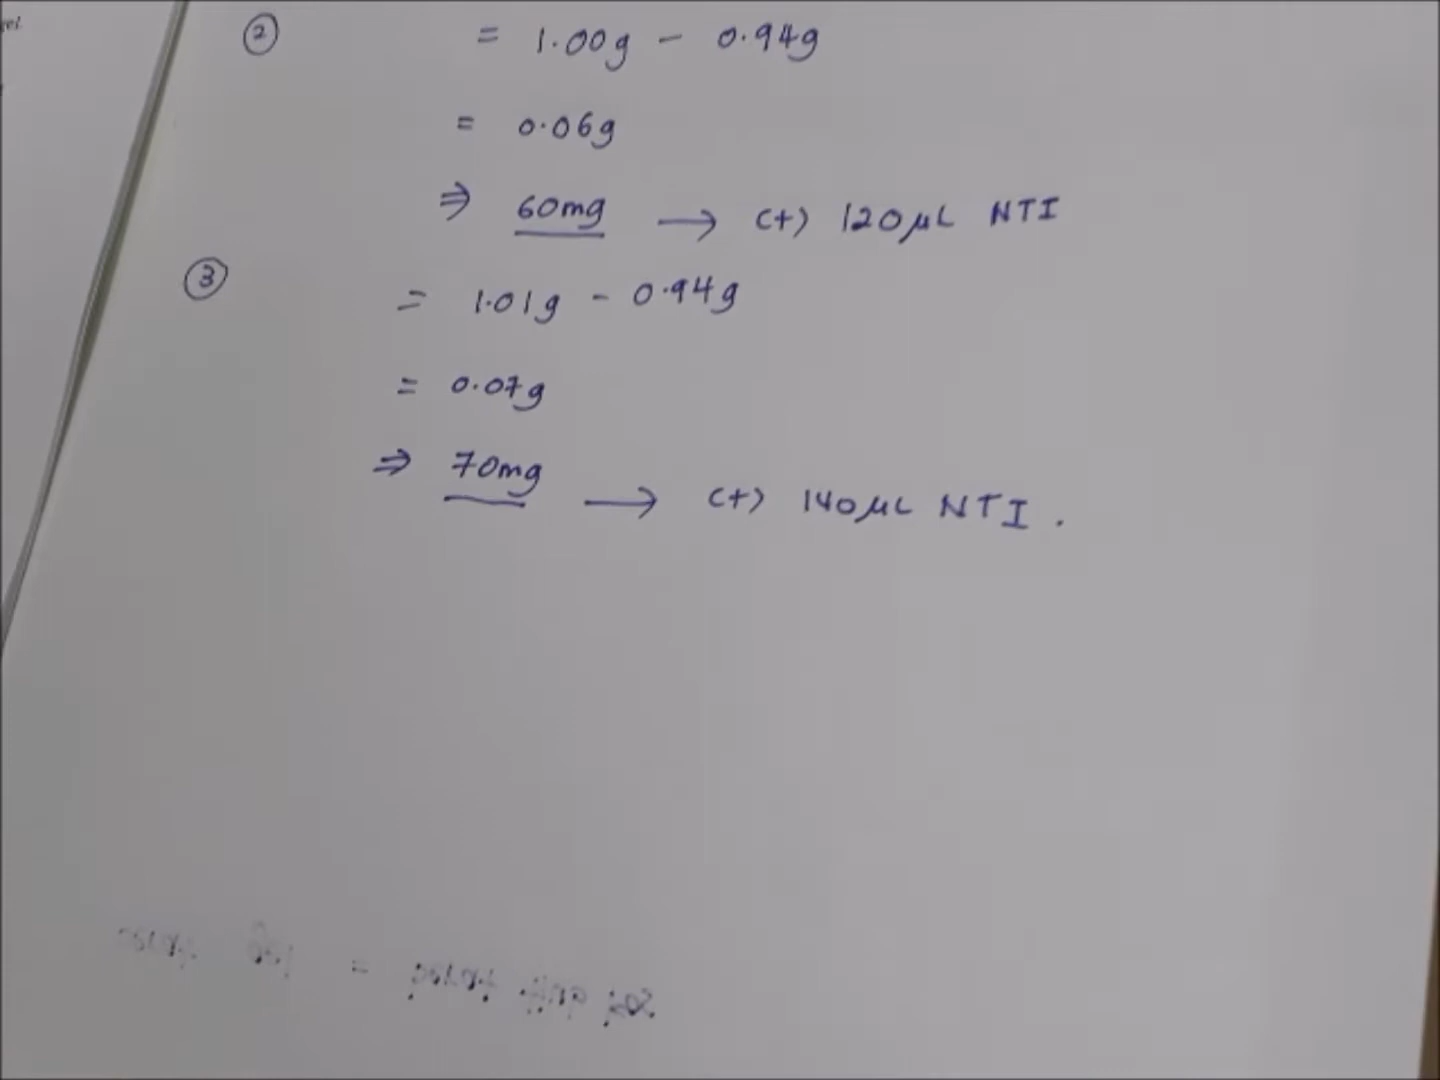 ② = 1.00g - 0.94g
= 0.06g
⇒ 60mg → (+) 120μL NTI
③ = 1.01g - 0.94g
= 0.07g
⇒ 70mg → (+) 140μL NTI.